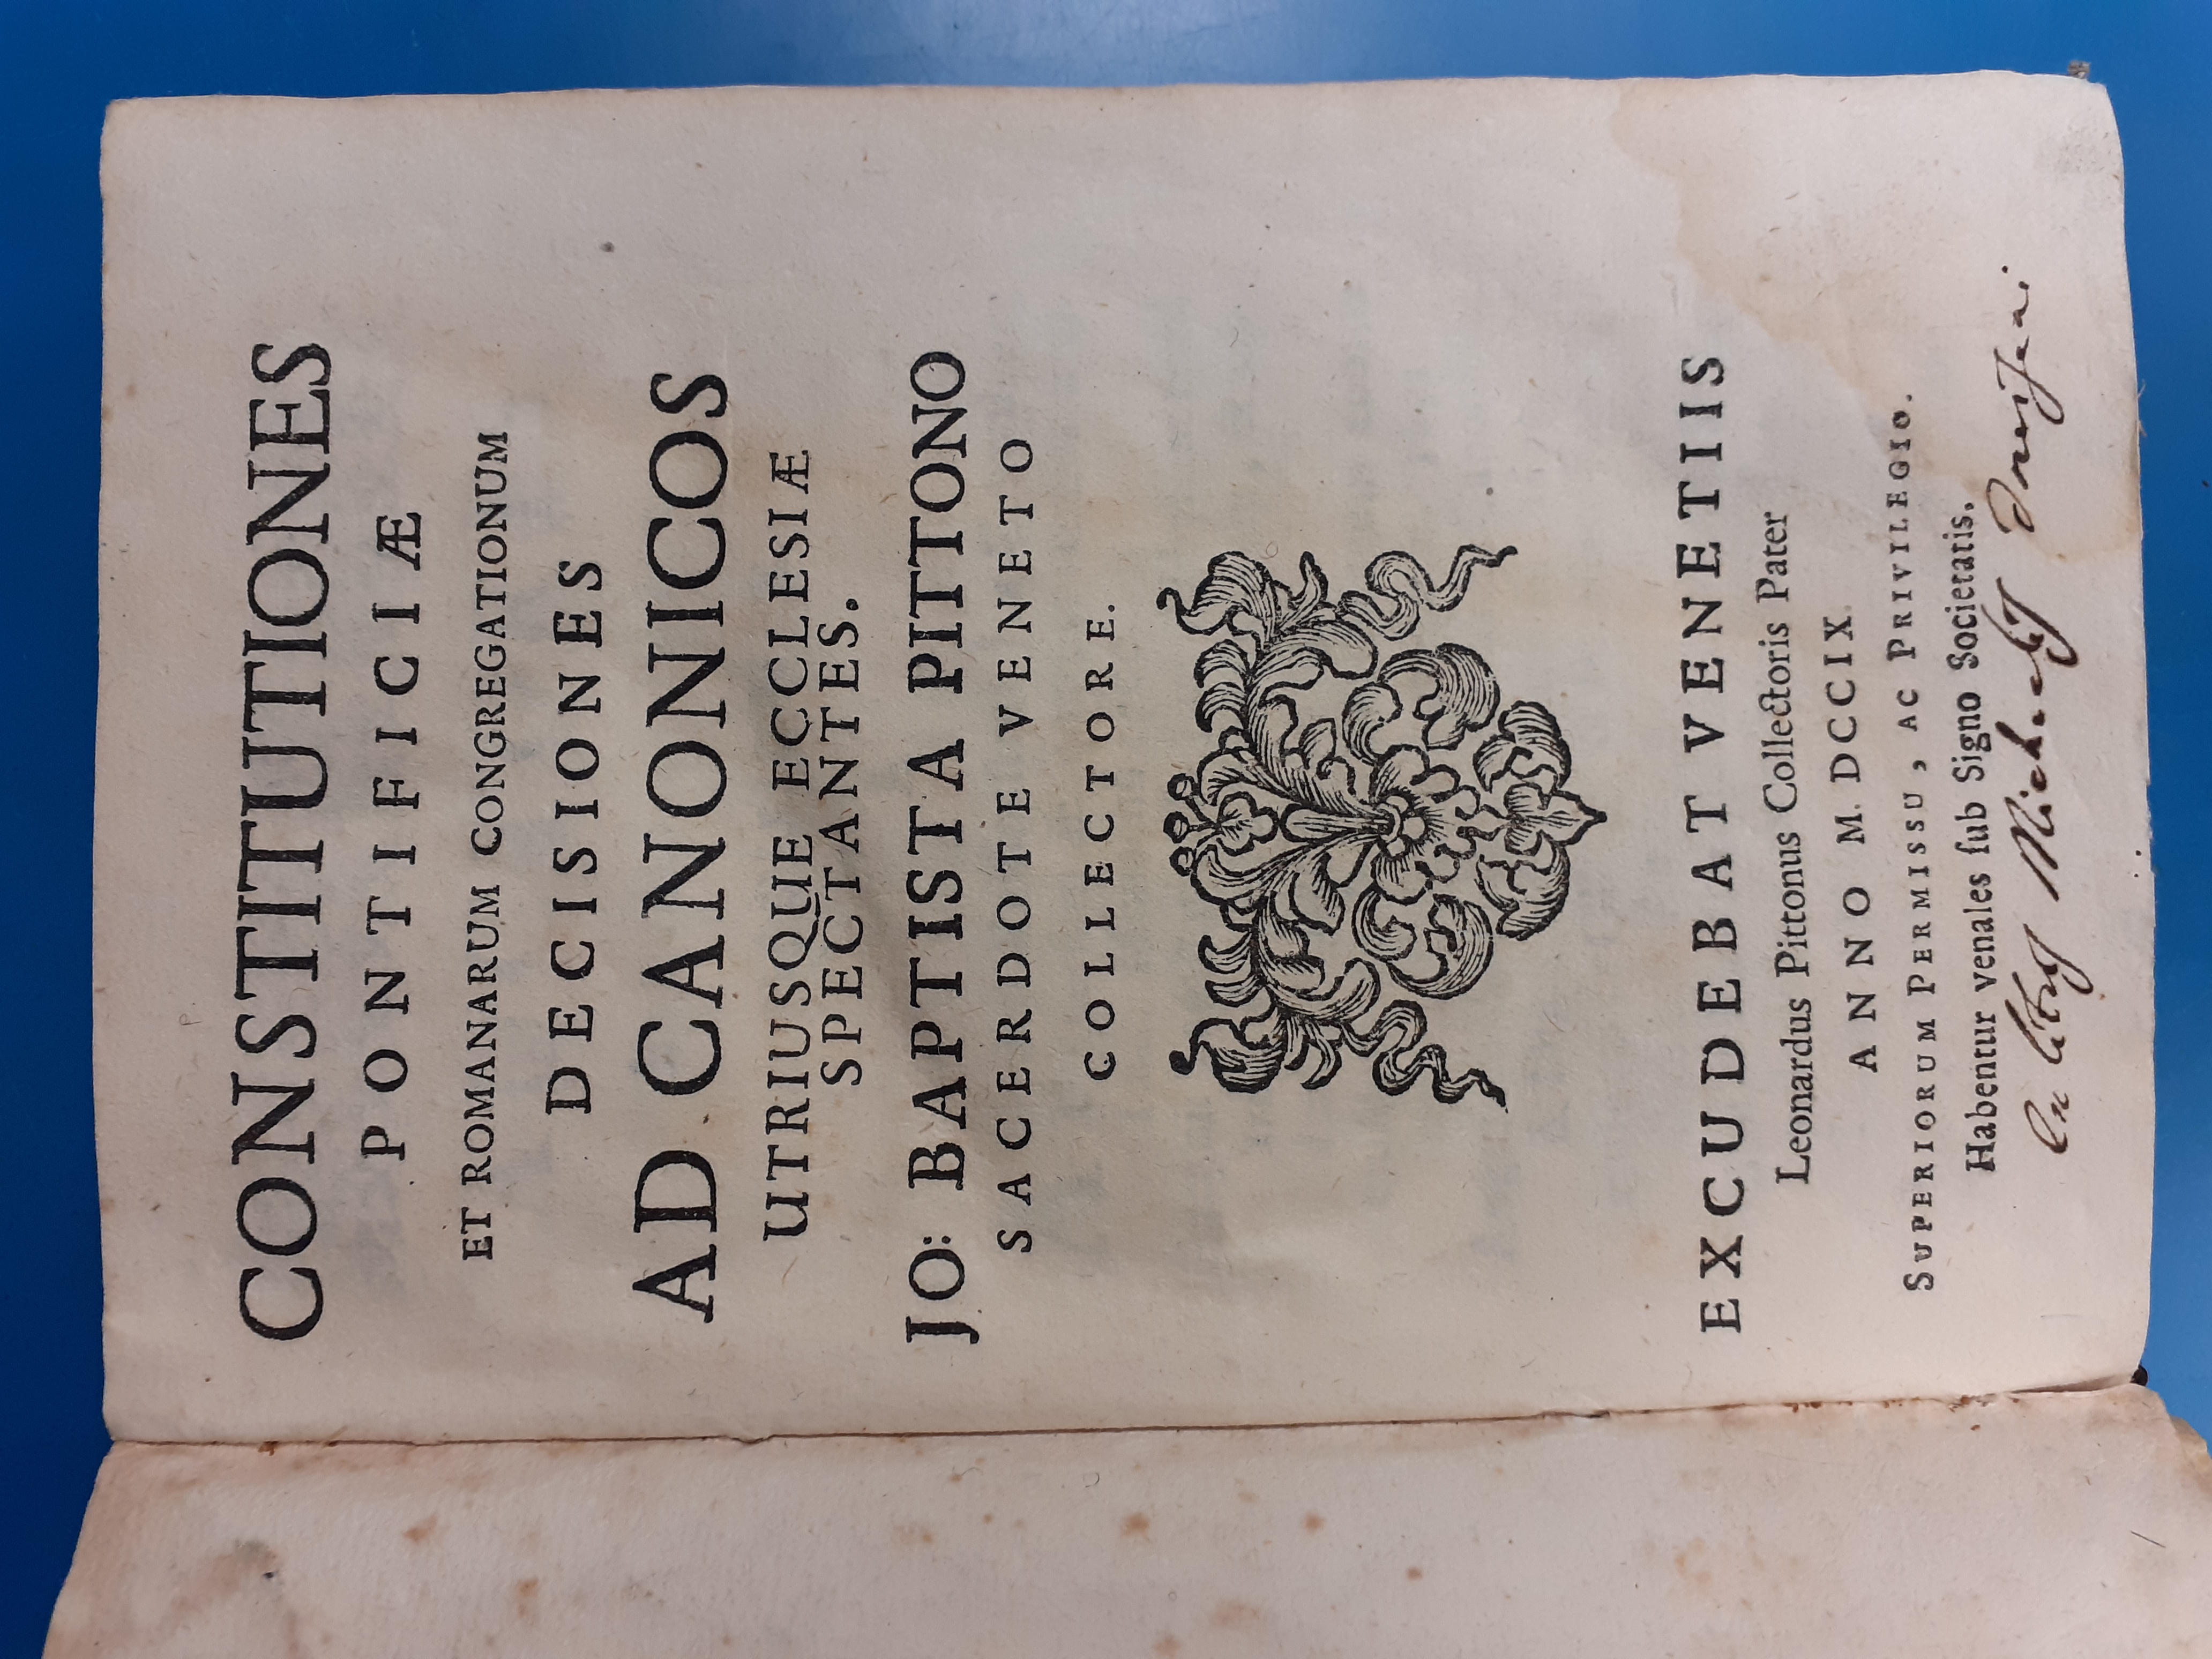 CONSTITUTIONES
PONTIFICIÆ
ET ROMANARUM CONGREGATIONUM
DECISIONES
AD CANONICOS
UTRIUSQUE ECCLESIÆ
SPECTANTES.
JO: BAPTISTA PITTONO
SACERDOTE VENETO
COLLECTORE.
EXCUDEBAT VENETIIS
Leonardus Pittonus Collectoris Pater
ANNO M. DCCIX
SUPERIORUM PERMISSU, AC PRIVILEGIO.
Habentur venales ſub Signo Societatis.
Ex